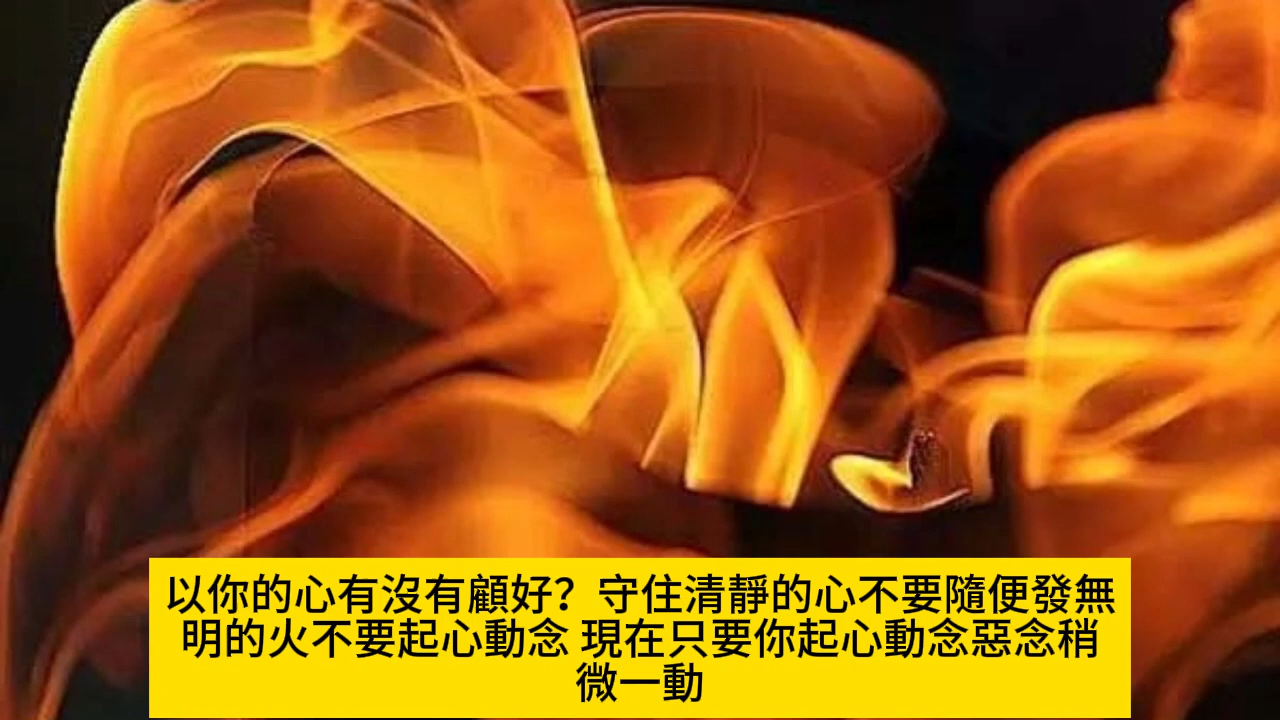 以你的心有沒有顧好？守住清靜的心不要隨便發無
明的火不要起心動念 現在只要你起心動念惡念稍
微一動